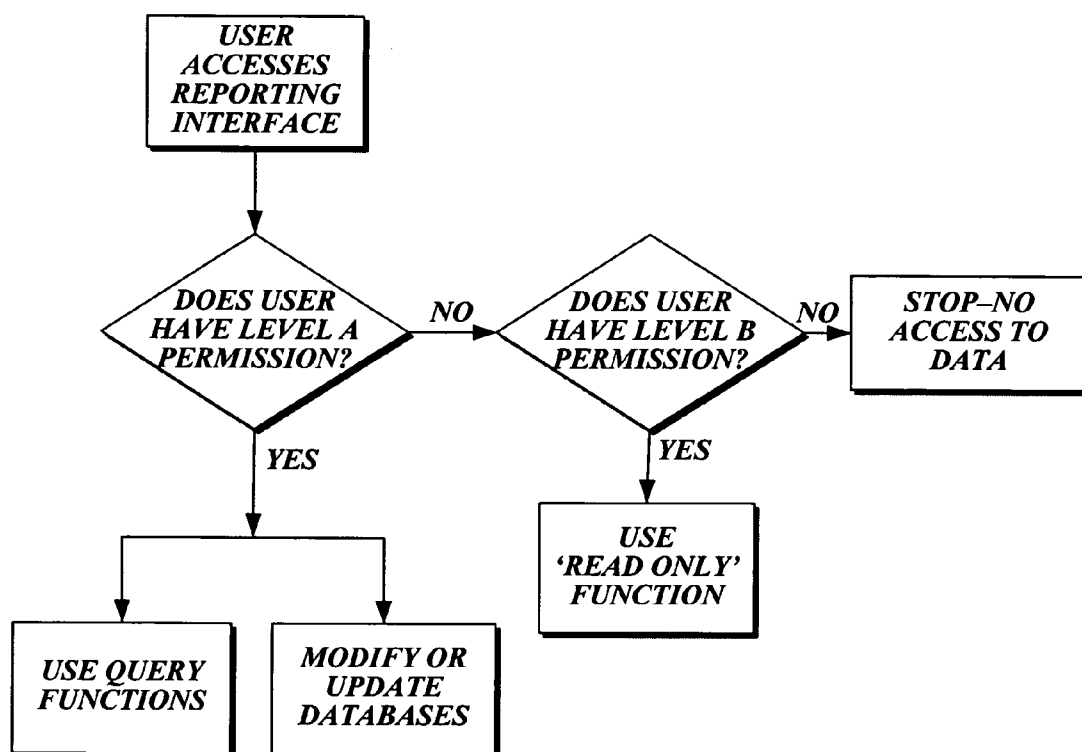 USER
ACCESSES
REPORTING
INTERFACE
DOES USER
HAVE LEVEL A
PERMISSION?
NO
DOES USER
HAVE LEVEL B
PERMISSION?
NO
STOP–NO
ACCESS TO
DATA
YES
YES
USE
‘READ ONLY’
FUNCTION
USE QUERY
FUNCTIONS
MODIFY OR
UPDATE
DATABASES